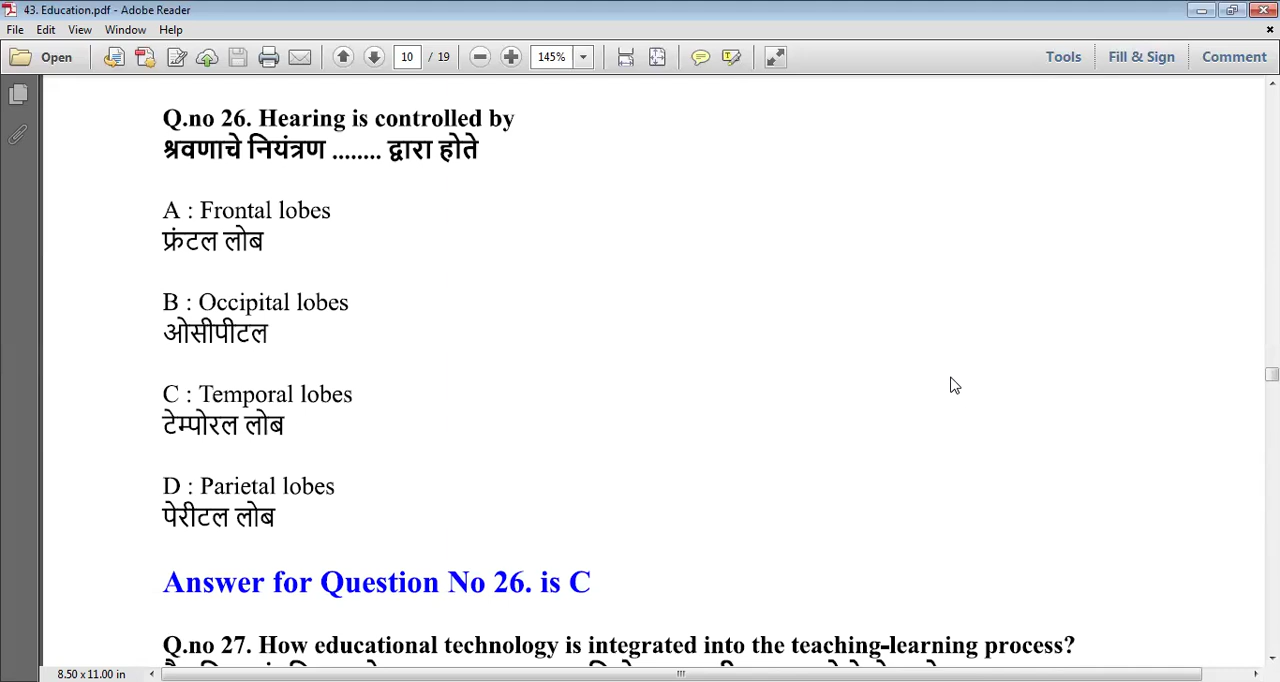 43. Education.pdf - Adobe Reader
File Edit View Window Help
Open 10 / 19 145% Tools Fill & Sign Comment
Q.no 26. Hearing is controlled by
श्रवणाचे नियंत्रण ........ द्वारा होते
A : Frontal lobes
फ्रंटल लोब
B : Occipital lobes
ओसीपीटल
C : Temporal lobes
टेम्पोरल लोब
D : Parietal lobes
पेरीटल लोब
Answer for Question No 26. is C
Q.no 27. How educational technology is integrated into the teaching-learning process?
8.50 x 11.00 in